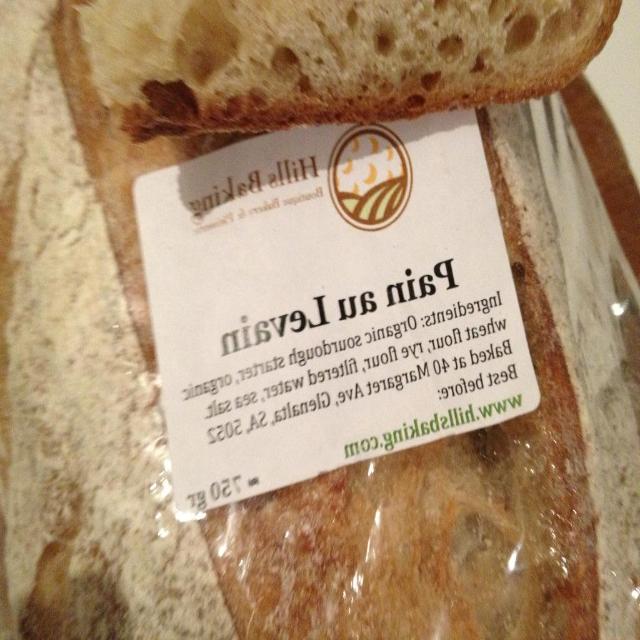 Hills Baking
Boutique Bakery & Pizzeria
Pain au Levain
Ingredients: Organic sourdough starter, organic
wheat flour, rye flour, filtered water, sea salt.
Baked at 40 Margaret Ave, Glenalta, SA, 5052
Best before:
www.hillsbaking.com
750 gr